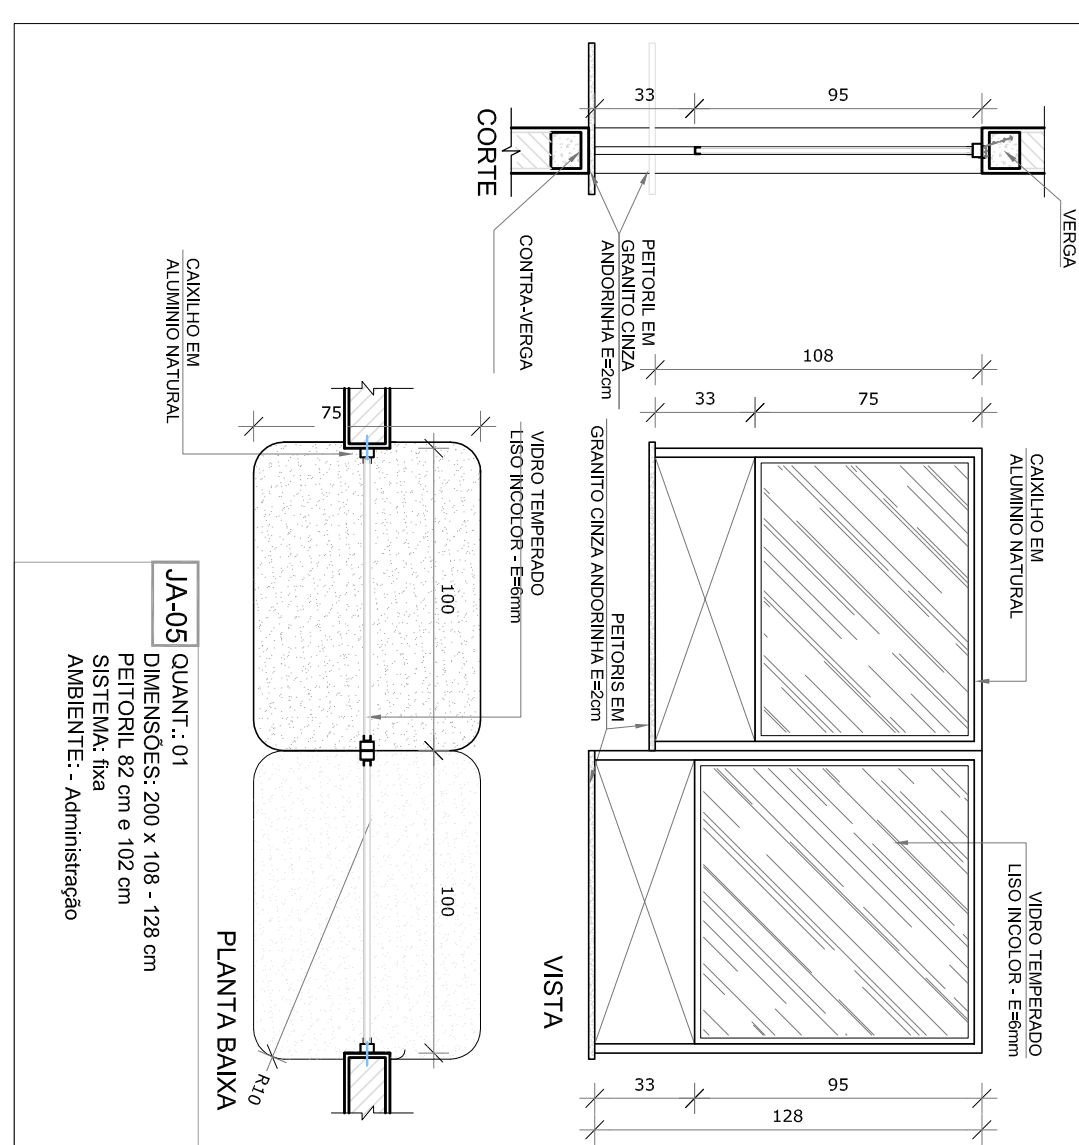 33
95
CORTE
VERGA
CONTRA-VERGA
PEITORIL EM
GRANITO CINZA
ANDORINHA E=2cm
108
33
75
CAIXILHO EM
ALUMINIO NATURAL
PEITORIS EM
GRANITO CINZA ANDORINHA E=2cm
VIDRO TEMPERADO
LISO INCOLOR - E=6mm
VISTA
33
95
128
CAIXILHO EM
ALUMINIO NATURAL
75
VIDRO TEMPERADO
LISO INCOLOR - E=6mm
100
100
R10
PLANTA BAIXA
JA-05
QUANT.: 01
DIMENSÕES: 200 x 108 - 128 cm
PEITORIL 82 cm e 102 cm
SISTEMA: fixa
AMBIENTE: - Administração